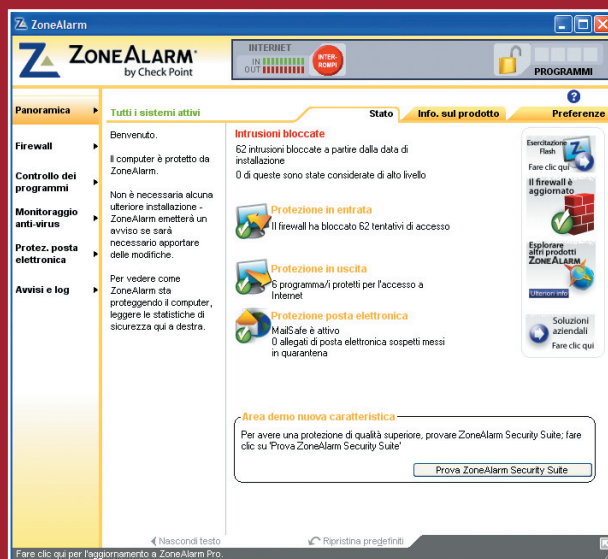 ZoneAlarm
ZONEALARM
by Check Point
INTERNET
IN
OUT
INTER-
ROMPI
PROGRAMMI
Panoramica
Firewall
Controllo dei
programmi
Monitoraggio
anti-virus
Protez. posta
elettronica
Avvisi e log
Tutti i sistemi attivi
Stato
Info. sul prodotto
Preferenze
Benvenuto.
Il computer è protetto da
ZoneAlarm.
Non è necessaria alcuna
ulteriore installazione -
ZoneAlarm emetterà un
avviso se sarà
necessario apportare
delle modifiche.
Per vedere come
ZoneAlarm sta
proteggendo il computer,
leggere le statistiche di
sicurezza qui a destra.
Intrusioni bloccate
62 intrusioni bloccate a partire dalla data di
installazione
0 di queste sono state considerate di alto livello
Protezione in entrata
Il firewall ha bloccato 62 tentativi di accesso
Protezione in uscita
6 programma/i protetti per l'accesso a
Internet
Protezione posta elettronica
MailSafe è attivo
0 allegati di posta elettronica sospetti messi
in quarantena
Esercitazione
Flash
Fare clic qui
Il firewall è
aggiornato
Esplorare
altri prodotti
ZONEALARM
Ulteriori info
Soluzioni
aziendali
Fare clic qui
Area demo nuova caratteristica
Per avere una protezione di qualità superiore, provare ZoneAlarm Security Suite; fare
clic su 'Prova ZoneAlarm Security Suite'
Prova ZoneAlarm Security Suite
Nascondi testo
Ripristina predefiniti
Fare clic qui per l'aggiornamento a ZoneAlarm Pro.